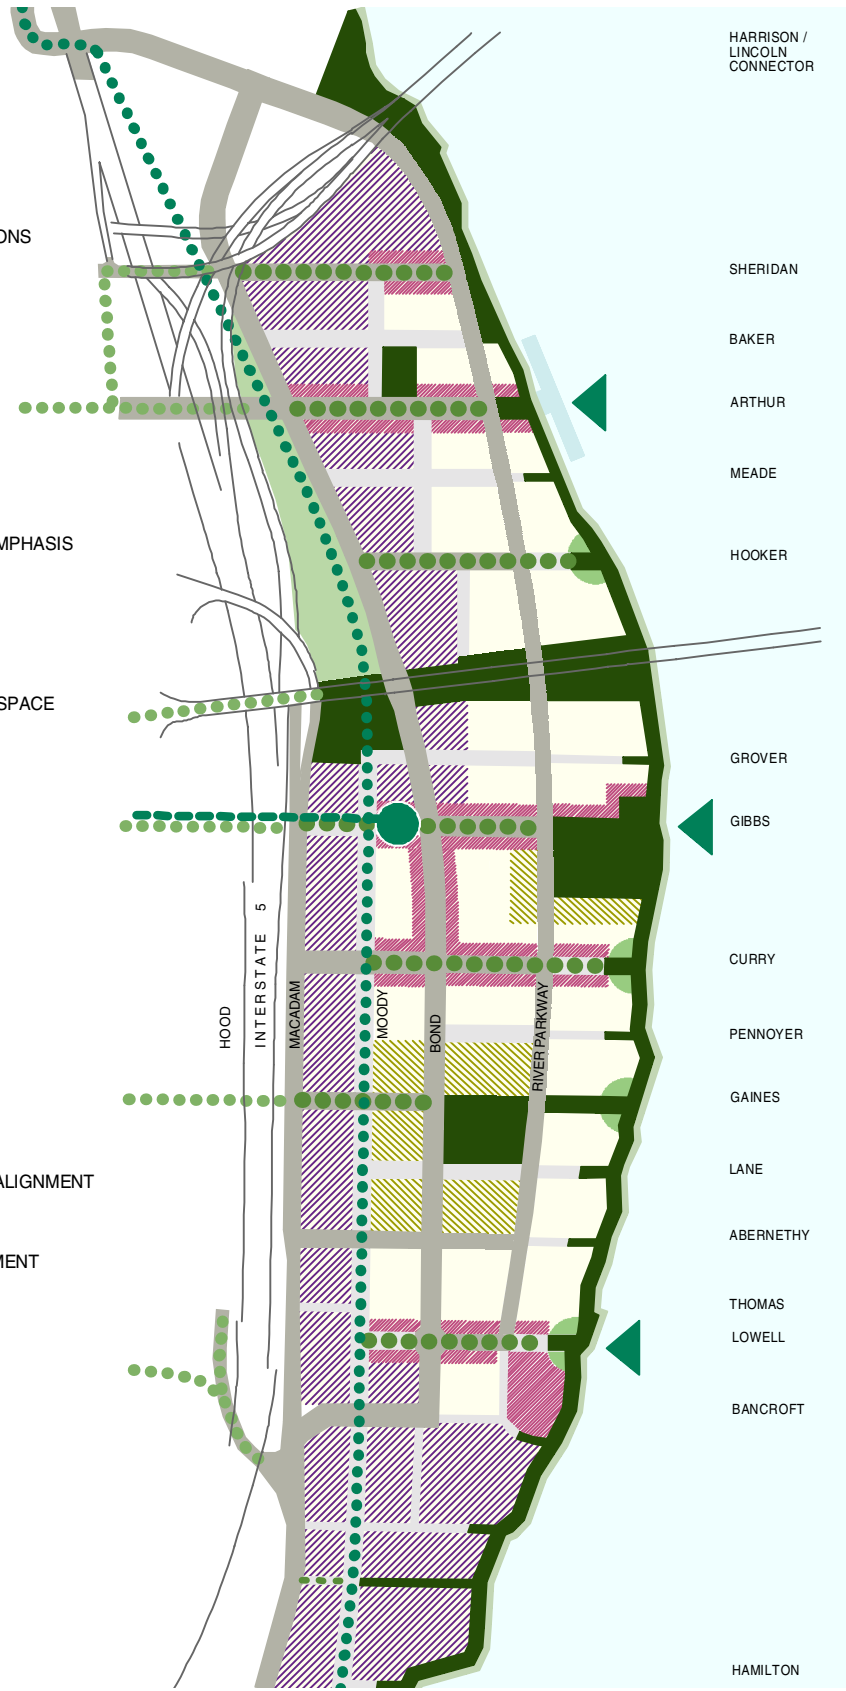 HARRISON /
LINCOLN
CONNECTOR
ONS
SHERIDAN
BAKER
ARTHUR
MEADE
MPHASIS
HOOKER
SPACE
GROVER
GIBBS
CURRY
HOOD
INTERSTATE 5
MACADAM
MOODY
BOND
RIVER PARKWAY
PENNOYER
GAINES
LANE
ALIGNMENT
ABERNETHY
MENT
THOMAS
LOWELL
BANCROFT
HAMILTON